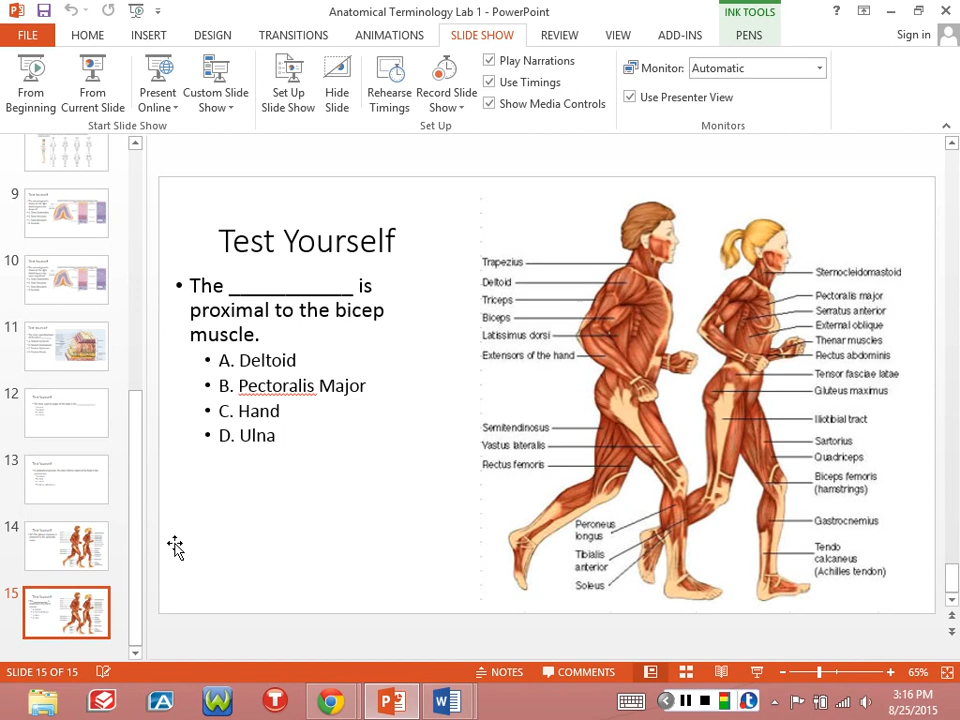 Anatomical Terminology Lab 1 - PowerPoint
INK TOOLS
?
FILE HOME INSERT DESIGN TRANSITIONS ANIMATIONS SLIDE SHOW REVIEW VIEW ADD-INS PENS Sign in
From Beginning
From Current Slide
Present Online
Custom Slide Show
Set Up Slide Show
Hide Slide
Rehearse Timings
Record Slide Show
Play Narrations
Use Timings
Show Media Controls
Monitor: Automatic
Use Presenter View
Start Slide Show
Set Up
Monitors
9
10
11
12
13
14
15
Test Yourself
• The ___________ is
proximal to the bicep
muscle.
• A. Deltoid
• B. Pectoralis Major
• C. Hand
• D. Ulna
Trapezius
Deltoid
Triceps
Biceps
Latissimus dorsi
Extensors of the hand
Semitendinosus
Vastus lateralis
Rectus femoris
Peroneus
longus
Tibialis
anterior
Soleus
Sternocleidomastoid
Pectoralis major
Serratus anterior
External oblique
Thenar muscles
Rectus abdominis
Tensor fasciae latae
Gluteus maximus
Iliotibial tract
Sartorius
Quadriceps
Biceps femoris
(hamstrings)
Gastrocnemius
Tendo
calcaneus
(Achilles tendon)
SLIDE 15 OF 15
NOTES
COMMENTS
65%
3:16 PM
8/25/2015